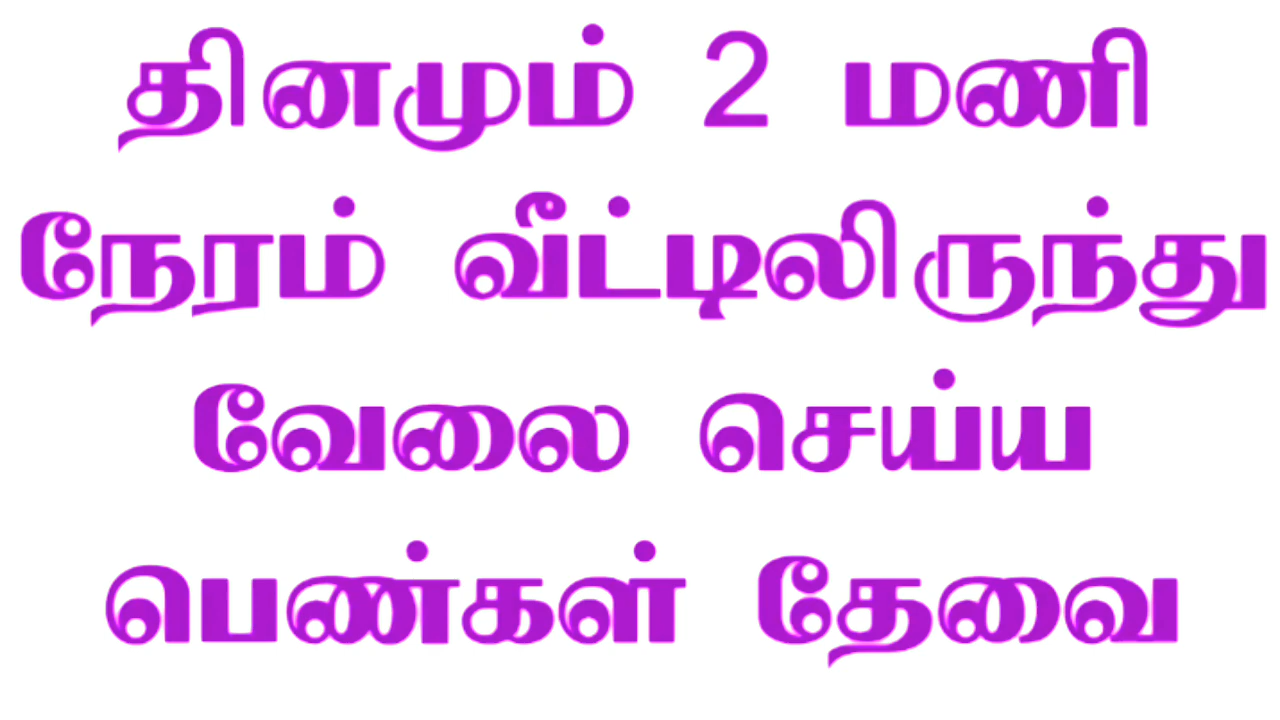 தினமும் 2 மணி
நேரம் வீட்டிலிருந்து
வேலை செய்ய
பெண்கள் தேவை